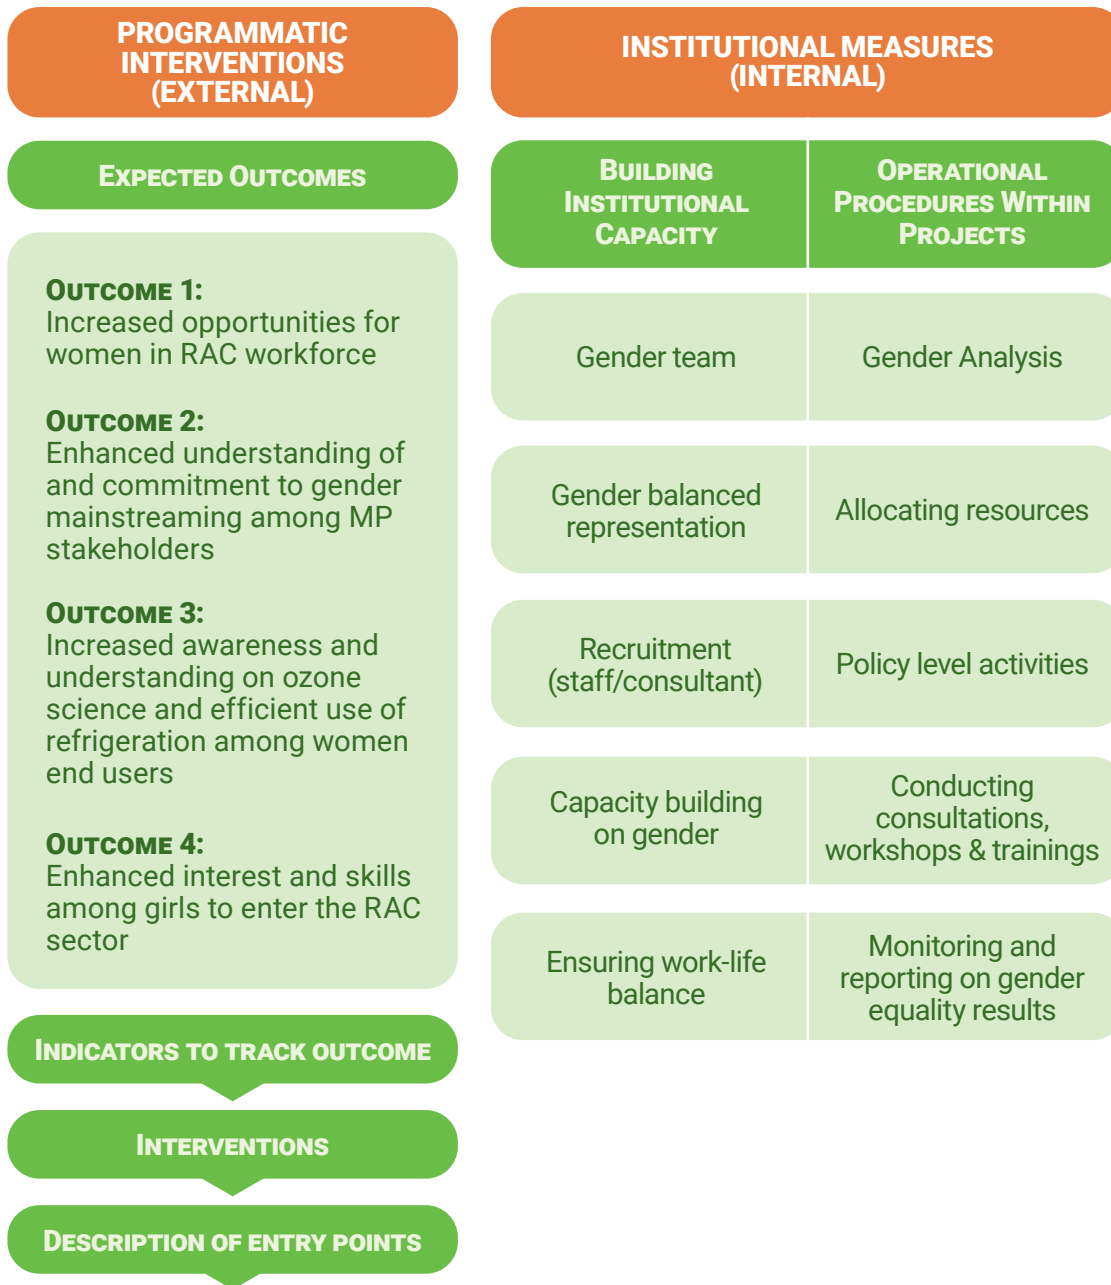 PROGRAMMATIC
INTERVENTIONS
(EXTERNAL)
EXPECTED OUTCOMES
OUTCOME 1:
Increased opportunities for
women in RAC workforce
OUTCOME 2:
Enhanced understanding of
and commitment to gender
mainstreaming among MP
stakeholders
OUTCOME 3:
Increased awareness and
understanding on ozone
science and efficient use of
refrigeration among women
end users
OUTCOME 4:
Enhanced interest and skills
among girls to enter the RAC
sector
INDICATORS TO TRACK OUTCOME
INTERVENTIONS
DESCRIPTION OF ENTRY POINTS
INSTITUTIONAL MEASURES
(INTERNAL)
BUILDING
INSTITUTIONAL
CAPACITY
OPERATIONAL
PROCEDURES WITHIN
PROJECTS
Gender team
Gender Analysis
Gender balanced
representation
Allocating resources
Recruitment
(staff/consultant)
Policy level activities
Capacity building
on gender
Conducting
consultations,
workshops & trainings
Ensuring work-life
balance
Monitoring and
reporting on gender
equality results